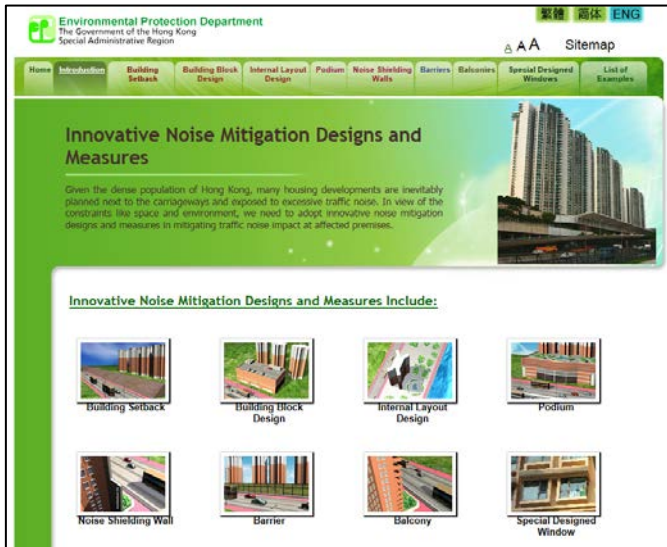 繁體 简体 ENG
Environmental Protection Department
The Government of the Hong Kong
Special Administrative Region
A A A Sitemap
Home Introduction Building Setback Building Block Design Internal Layout Design Podium Noise Shielding Walls Barriers Balconies Special Designed Windows List of Examples
Innovative Noise Mitigation Designs and
Measures
Given the dense population of Hong Kong, many housing developments are inevitably
planned next to the carriageways and exposed to excessive traffic noise. In view of the
constraints like space and environment, we need to adopt innovative noise mitigation
designs and measures in mitigating traffic noise impact at affected premises.
Innovative Noise Mitigation Designs and Measures Include:
Building Setback
Building Block
Design
Internal Layout
Design
Podium
Noise Shielding Wall
Barrier
Balcony
Special Designed
Window